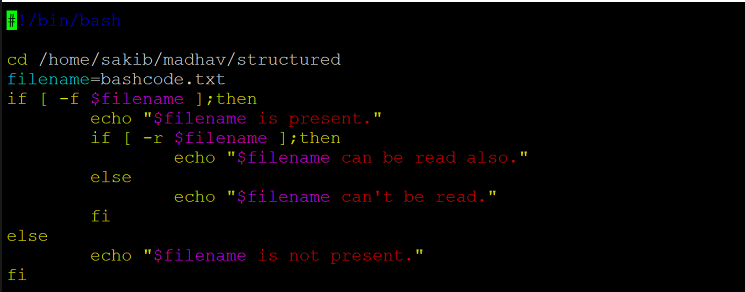 #!/bin/bash

cd /home/sakib/madhav/structured
filename=bashcode.txt
if [ -f $filename ];then
        echo "$filename is present."
        if [ -r $filename ];then
                echo "$filename can be read also."
        else
                echo "$filename can't be read."
        fi
else
        echo "$filename is not present."
fi